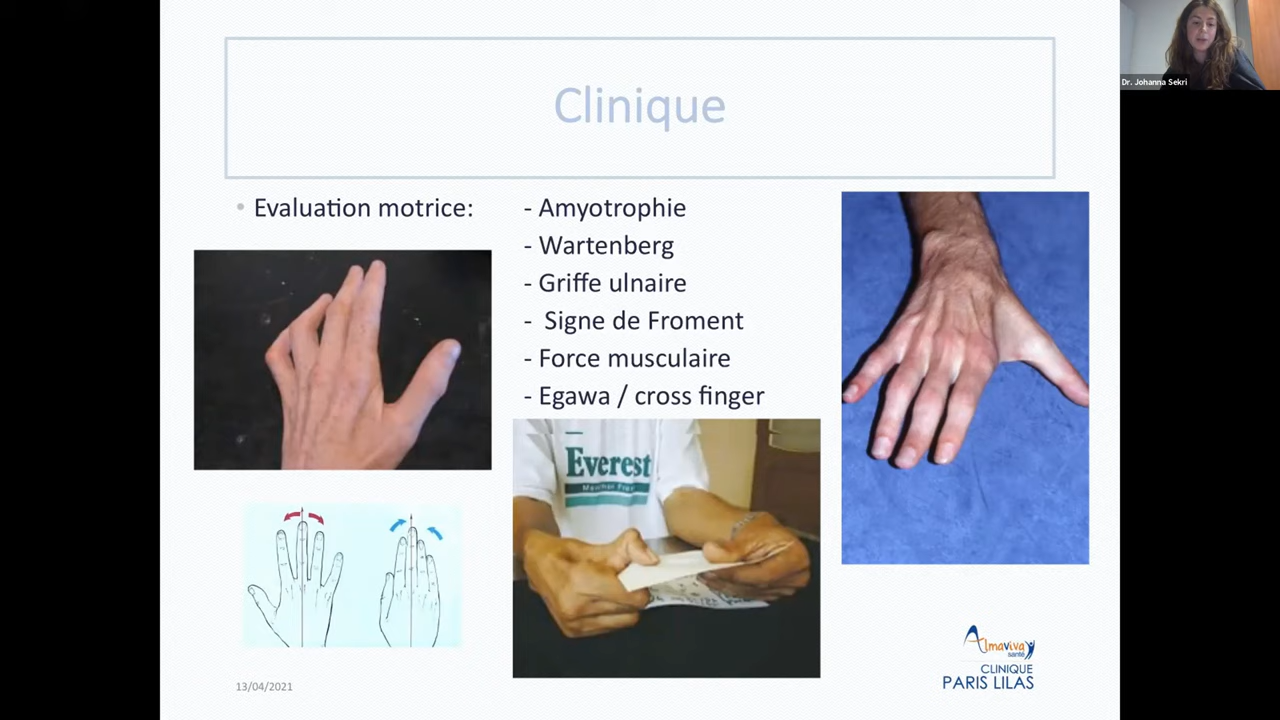 Dr. Johanna Sekri
Clinique
• Evaluation motrice:
- Amyotrophie
- Wartenberg
- Griffe ulnaire
- Signe de Froment
- Force musculaire
- Egawa / cross finger
Everest
Almaviva
santé
CLINIQUE
PARIS LILAS
13/04/2021